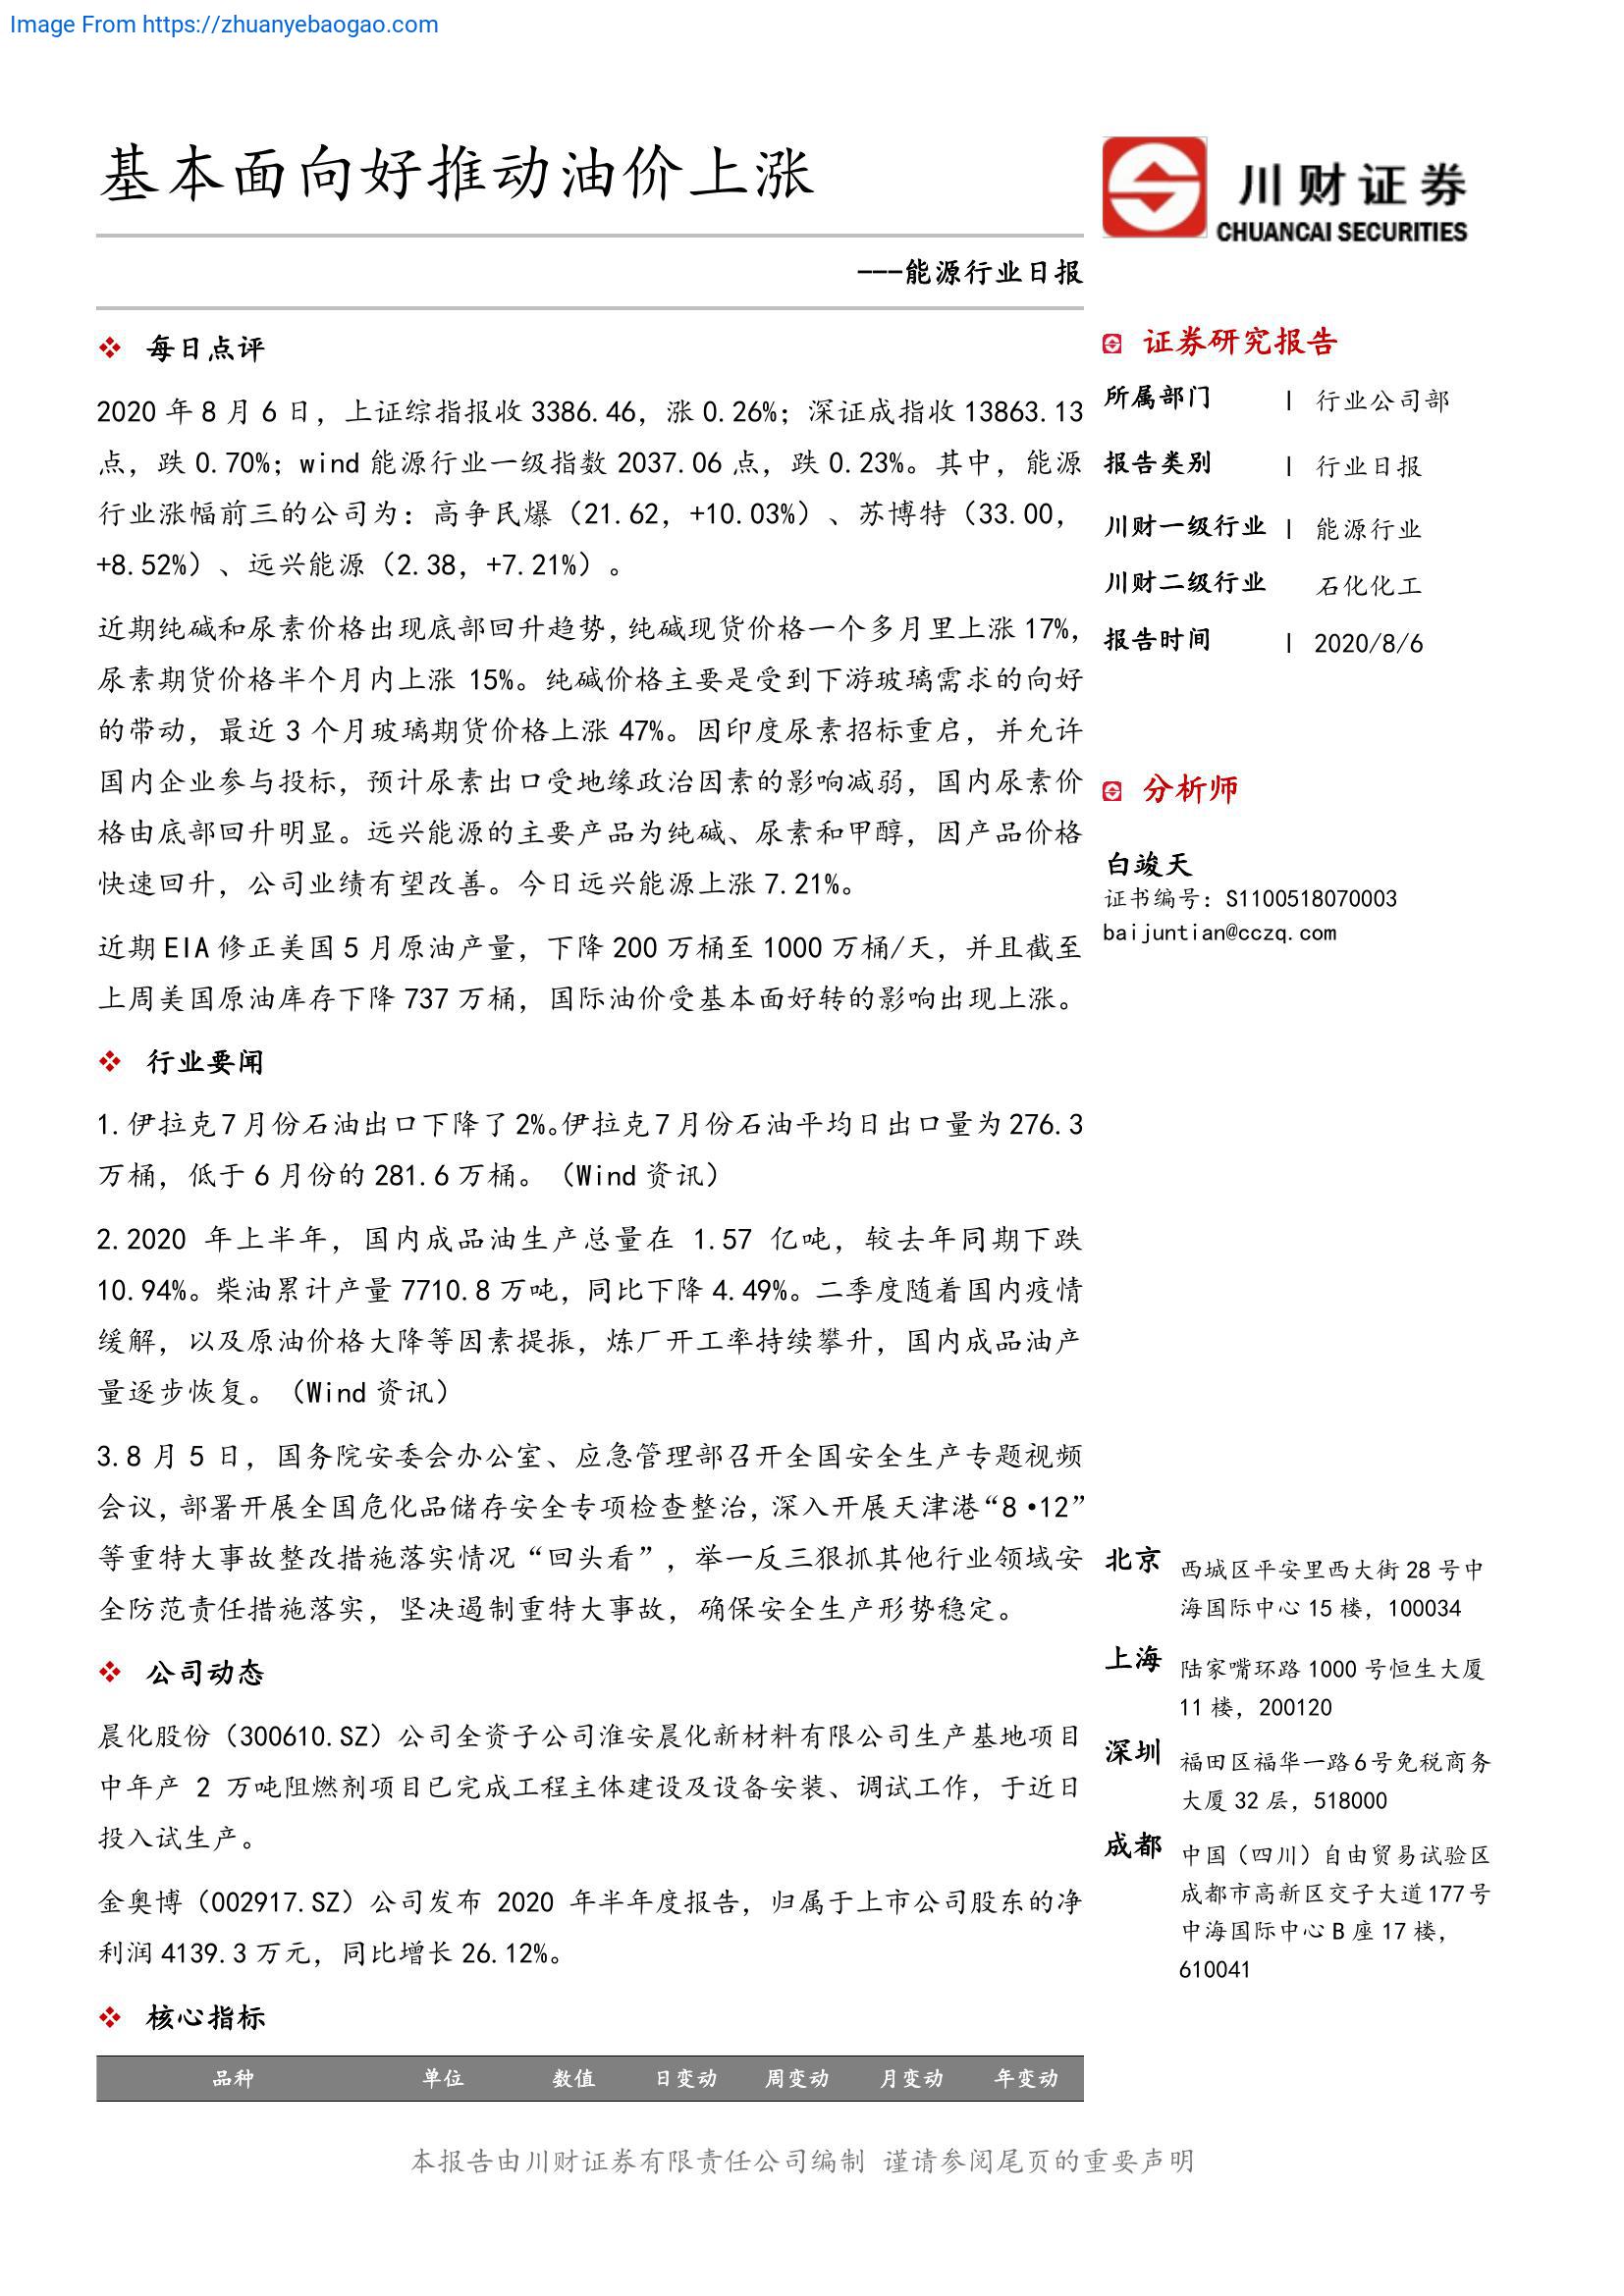 Image From https://zhuanyebaogao.com
基本面向好推动油价上涨
---能源行业日报
川财证券
CHUANCAI SECURITIES
每日点评
2020 年 8 月 6 日，上证综指报收 3386.46，涨 0.26%；深证成指收 13863.13
点，跌 0.70%；wind 能源行业一级指数 2037.06 点，跌 0.23%。其中，能源
行业涨幅前三的公司为：高争民爆（21.62，+10.03%）、苏博特（33.00，
+8.52%）、远兴能源（2.38，+7.21%）。
近期纯碱和尿素价格出现底部回升趋势，纯碱现货价格一个多月里上涨 17%，
尿素期货价格半个月内上涨 15%。纯碱价格主要是受到下游玻璃需求的向好
的带动，最近 3 个月玻璃期货价格上涨 47%。因印度尿素招标重启，并允许
国内企业参与投标，预计尿素出口受地缘政治因素的影响减弱，国内尿素价
格由底部回升明显。远兴能源的主要产品为纯碱、尿素和甲醇，因产品价格
快速回升，公司业绩有望改善。今日远兴能源上涨 7.21%。
近期 EIA 修正美国 5 月原油产量，下降 200 万桶至 1000 万桶/天，并且截至
上周美国原油库存下降 737 万桶，国际油价受基本面好转的影响出现上涨。
行业要闻
1.伊拉克 7 月份石油出口下降了 2%。伊拉克 7 月份石油平均日出口量为 276.3
万桶，低于 6 月份的 281.6 万桶。（Wind 资讯）
2.2020 年上半年，国内成品油生产总量在 1.57 亿吨，较去年同期下跌
10.94%。柴油累计产量 7710.8 万吨，同比下降 4.49%。二季度随着国内疫情
缓解，以及原油价格大降等因素提振，炼厂开工率持续攀升，国内成品油产
量逐步恢复。（Wind 资讯）
3.8 月 5 日，国务院安委会办公室、应急管理部召开全国安全生产专题视频
会议，部署开展全国危化品储存安全专项检查整治，深入开展天津港“8·12”
等重特大事故整改措施落实情况“回头看”，举一反三狠抓其他行业领域安
全防范责任措施落实，坚决遏制重特大事故，确保安全生产形势稳定。
公司动态
晨化股份（300610.SZ）公司全资子公司淮安晨化新材料有限公司生产基地项目
中年产 2 万吨阻燃剂项目已完成工程主体建设及设备安装、调试工作，于近日
投入试生产。
金奥博（002917.SZ）公司发布 2020 年半年度报告，归属于上市公司股东的净
利润 4139.3 万元，同比增长 26.12%。
核心指标
品种 单位 数值 日变动 周变动 月变动 年变动
证券研究报告
所属部门 | 行业公司部
报告类别 | 行业日报
川财一级行业 | 能源行业
川财二级行业 石化化工
报告时间 | 2020/8/6
分析师
白竣天
证书编号：S1100518070003
baijuntian@cczq.com
北京 西城区平安里西大街 28 号中
海国际中心 15 楼，100034
上海 陆家嘴环路 1000 号恒生大厦
11 楼，200120
深圳 福田区福华一路 6 号免税商务
大厦 32 层，518000
成都 中国（四川）自由贸易试验区
成都市高新区交子大道 177 号
中海国际中心 B 座 17 楼，
610041
本报告由川财证券有限责任公司编制 谨请参阅尾页的重要声明